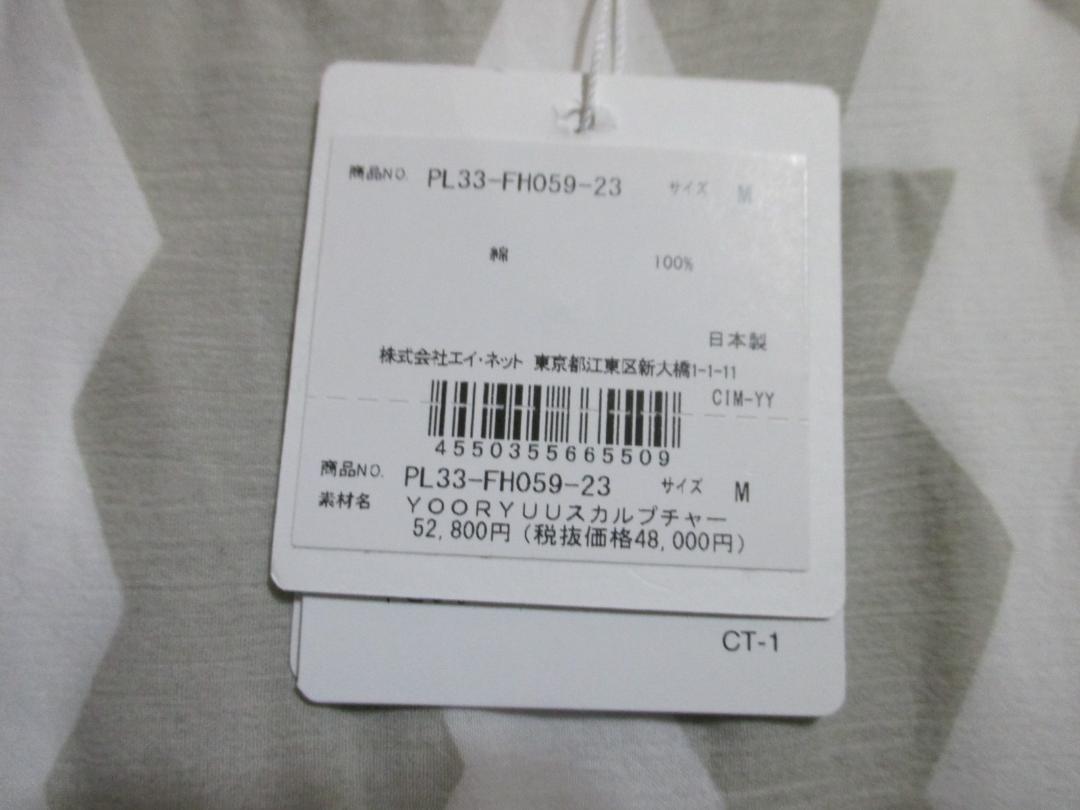 商品NO. PL33-FH059-23 サイズ M
綿 100%
日本製
株式会社エイ・ネット 東京都江東区新大橋1-1-11
CIM-YY
4550355665509
商品NO. PL33-FH059-23 サイズ M
素材名 YOORYUUスカルプチャー
52,800円(税抜価格48,000円)
CT-1